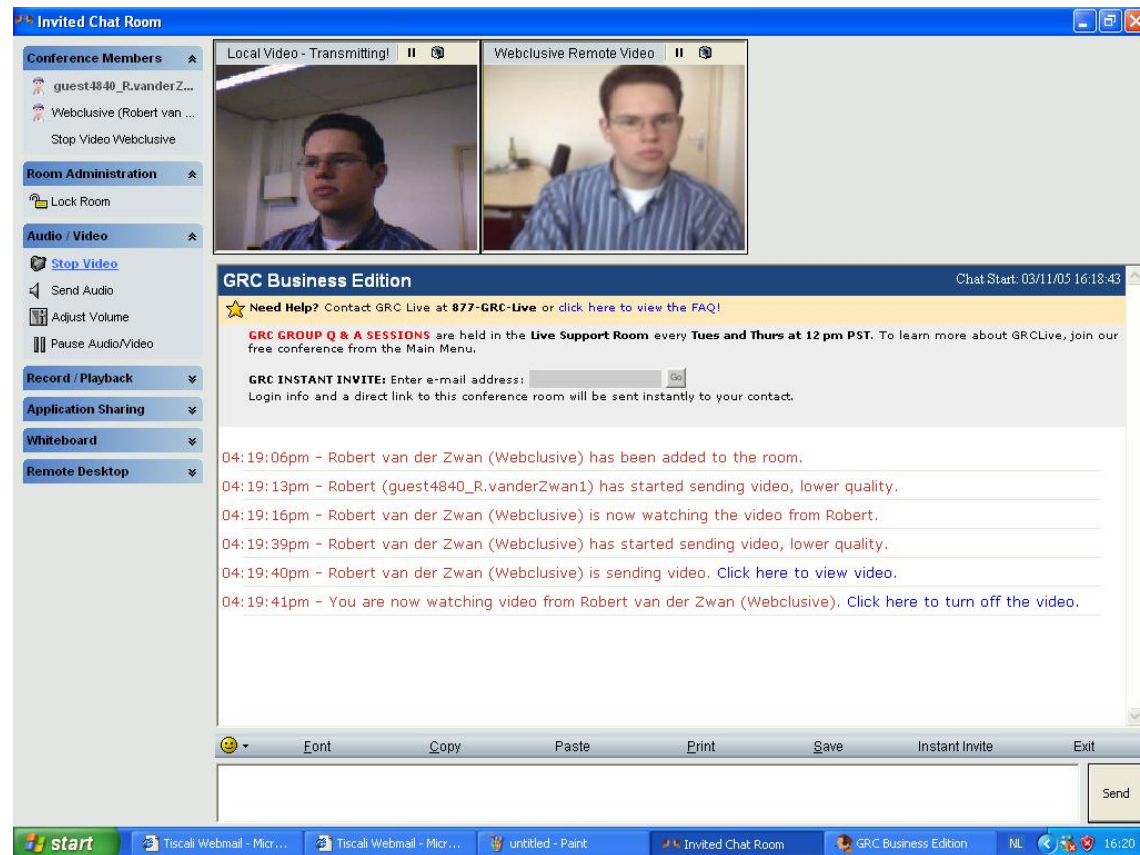 Invited Chat Room
Conference Members
guest4840_R.vanderZ...
Webclusive (Robert van ...
Stop Video Webclusive
Room Administration
Lock Room
Audio / Video
Stop Video
Send Audio
Adjust Volume
Pause Audio/Video
Record / Playback
Application Sharing
Whiteboard
Remote Desktop
Local Video - Transmitting!
Webclusive Remote Video
GRC Business Edition
Chat Start: 03/11/05 16:18:43
Need Help? Contact GRC Live at 877-GRC-Live or click here to view the FAQ!
GRC GROUP Q & A SESSIONS are held in the Live Support Room every Tues and Thurs at 12 pm PST. To learn more about GRCLive, join our
free conference from the Main Menu.
GRC INSTANT INVITE: Enter e-mail address: Go
Login info and a direct link to this conference room will be sent instantly to your contact.
04:19:06pm - Robert van der Zwan (Webclusive) has been added to the room.
04:19:13pm - Robert (guest4840_R.vanderZwan1) has started sending video, lower quality.
04:19:16pm - Robert van der Zwan (Webclusive) is now watching the video from Robert.
04:19:39pm - Robert van der Zwan (Webclusive) has started sending video, lower quality.
04:19:40pm - Robert van der Zwan (Webclusive) is sending video. Click here to view video.
04:19:41pm - You are now watching video from Robert van der Zwan (Webclusive). Click here to turn off the video.
Font Copy Paste Print Save Instant Invite Exit
Send
start Tiscali Webmail - Micr... Tiscali Webmail - Micr... untitled - Paint Invited Chat Room GRC Business Edition NL 16:20